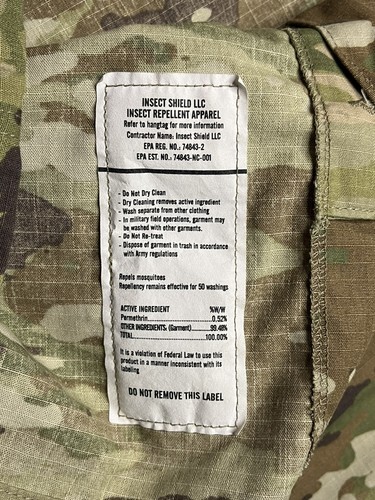 INSECT SHIELD LLC
INSECT REPELLENT APPAREL
Refer to hangtag for more information
Contractor Name: Insect Shield LLC
EPA REG. NO.: 74843-2
EPA EST. NO.: 74843-NC-001
- Do Not Dry Clean
- Dry Cleaning removes active ingredient
- Wash separate from other clothing
- In military field operations, garment may
be washed with other garments.
- Do Not Re-treat
- Dispose of garment in trash in accordance
with Army regulations
Repels mosquitoes
Repellency remains effective for 50 washings
ACTIVE INGREDIENT %W/W
Permethrin.......................................0.52%
OTHER INGREDIENTS: (Garment)..........99.48%
TOTAL.............................................100.00%
It is a violation of Federal Law to use this
product in a manner inconsistent with its
labeling
DO NOT REMOVE THIS LABEL